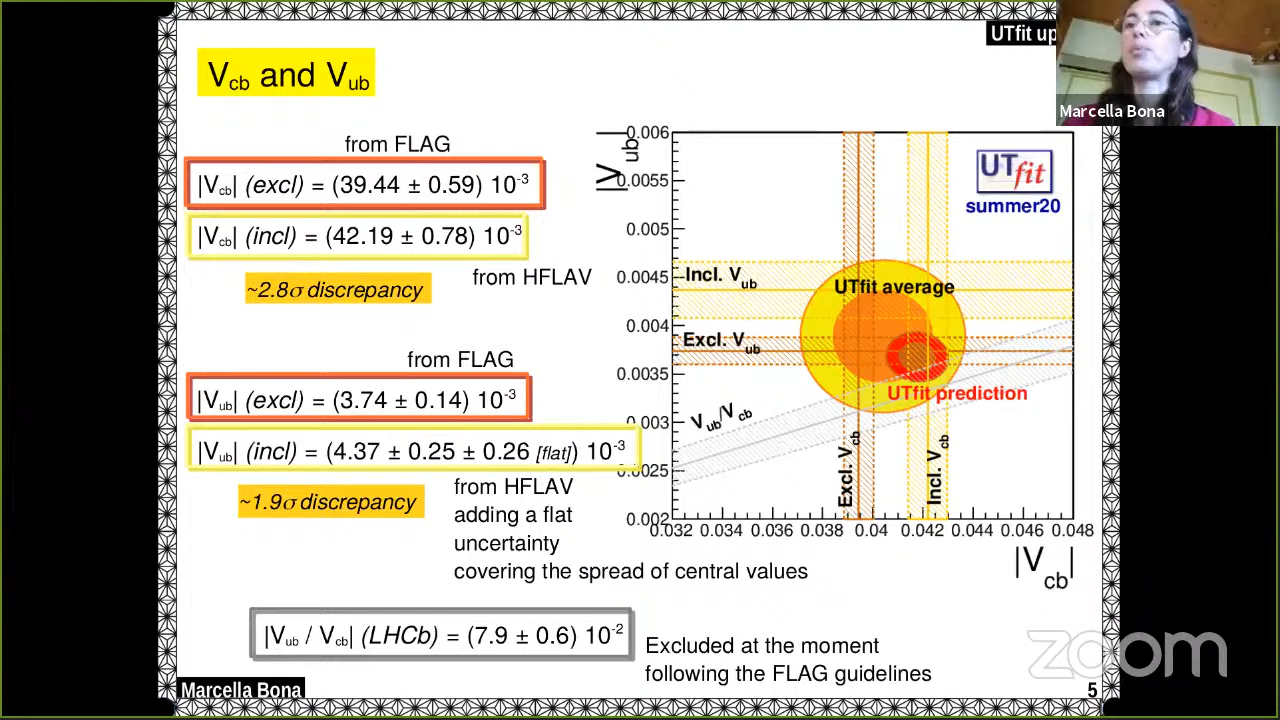 UTfit up
Marcella Bona
Vcb and Vub
from FLAG
|Vcb| (excl) = (39.44 ± 0.59) 10-3
|Vcb| (incl) = (42.19 ± 0.78) 10-3
~2.8σ discrepancy
from HFLAV
from FLAG
|Vub| (excl) = (3.74 ± 0.14) 10-3
|Vub| (incl) = (4.37 ± 0.25 ± 0.26 [flat]) 10-3
~1.9σ discrepancy
from HFLAV
adding a flat
uncertainty
covering the spread of central values
|Vub / Vcb| (LHCb) = (7.9 ± 0.6) 10-2
Excluded at the moment
following the FLAG guidelines
|Vub|
0.006
0.0055
0.005
0.0045
0.004
0.0035
0.003
0.0025
0.002
UTfit
summer20
Incl. Vub
UTfit average
Excl. Vub
UTfit prediction
Vub/Vcb
Excl. Vcb
Incl. Vcb
0.032 0.034 0.036 0.038 0.04 0.042 0.044 0.046 0.048
|Vcb|
zoom
Marcella Bona
5